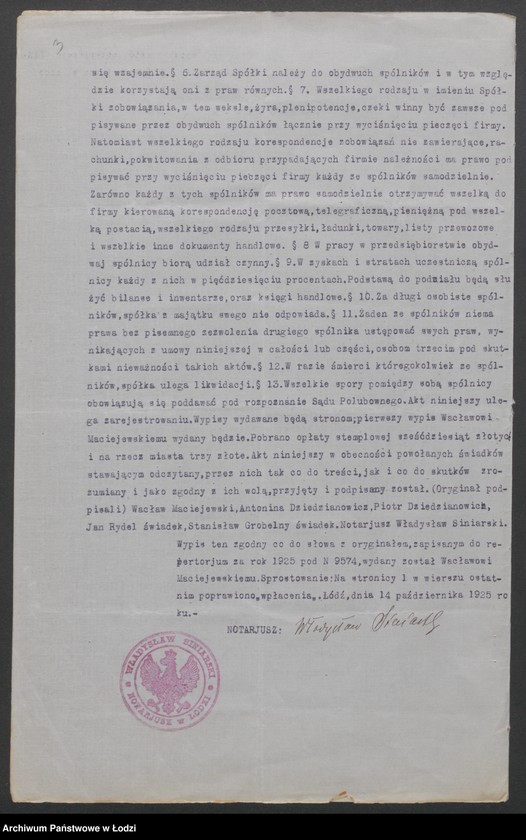 3
się wzajemnie.§ 6.Zarząd Spółki należy do obydwuch spólników i w tym wzglę-
dzie korzystają oni z praw równych.§ 7. Wszelkiego rodzaju w imieniu Spół-
ki zobowiązania,w tem weksle,żyra,plenipotencje,czeki winny być zawsze pod
pisywane przez obydwuch spólników łącznie przy wyciśnięciu pieczęci firmy.
Natomiast wszelkiego rodzaju korespondencje zobowiązań nie zawierające,ra-
chunki,pokwitowania z odbioru przypadających firmie należności ma prawo pod
pisywać przy wyciśnięciu pieczęci firmy każdy ze spólników samodzielnie.
Zarówno każdy z tych spólników ma prawo samodzielnie otrzymywać wszelką do
firmy kierowaną korespondencję pocztową,telegraficzną,pieniężną pod wszel-
ką postacią,wszelkiego rodzaju przesyłki,ładunki,towary,listy przewozowe
i wszelkie inne dokumenty handlowe. § 8 W pracy w przedsiębiorstwie obyd-
waj spólnicy biorą udział czynny.§ 9.W zyskach i stratach uczestniczą spól-
nicy każdy z nich w pięćdziesięciu procentach.Podstawą do podziału będą słu
żyć bilanse i inwentarze,oraz księgi handlowe.§ 10.Za długi osobiste spól-
ników,spółka z majątku swego nie odpowiada.§ 11.Żaden ze spólników niema
prawa bez pisemnego zezwolenia drugiego spólnika ustępować swych praw, wy-
nikających z umowy niniejszej w całości lub części,osobom trzecim pod skut-
kami nieważności takich aktów.§ 12.W razie śmierci któregokolwiek ze spól-
ników,spółka ulega likwidacji.§ 13.Wszelkie spory pomiędzy sobą spólnicy
obowiązują się poddawać pod rozpoznanie Sądu Polubownego.Akt niniejszy ule-
ga zarejestrowaniu.Wypisy wydawane będą stronom;pierwszy wypis Wacławowi
Maciejewskiemu wydany będzie.Pobrano opłaty stemplowej sześćdziesiąt złotych
i na rzecz miasta trzy złote.Akt niniejszy w obecności powołanych świadków
stawającym odczytany,przez nich tak co do treści,jak i co do skutków zro-
zumiany i jako zgodny z ich wolą,przyjęty i podpisany został.(Oryginał pod-
pisali) Wacław Maciejewski,Antonina Dziedzianowicz,Piotr Dziedzianowich,
Jan Rydel świadek,Stanisław Grobelny świadek.Notarjusz Władysław Siniarski.
Wypis ten zgodny co do słowa z oryginałem,zapisanym do re-
pertorjum za rok 1925 pod N 9574,wydany został Wacławowi
Maciejewskiemu.Sprostowanie:Na stronicy 1 w wierszu ostat-
nim poprawiono„wpłacenia„.Łódź,dnia 14 października 1925 ro
ku.-
NOTARJUSZ:
WŁADYSŁAW SINIARSKI
NOTARJUSZ W ŁODZI
Archiwum Państwowe w Łodzi